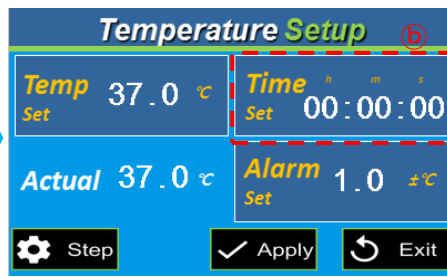 Temperature Setup
ⓑ
Temp Set 37.0 ℃
Time Set h m s 00:00:00
Actual 37.0 ℃
Alarm Set 1.0 ±℃
Step
Apply
Exit